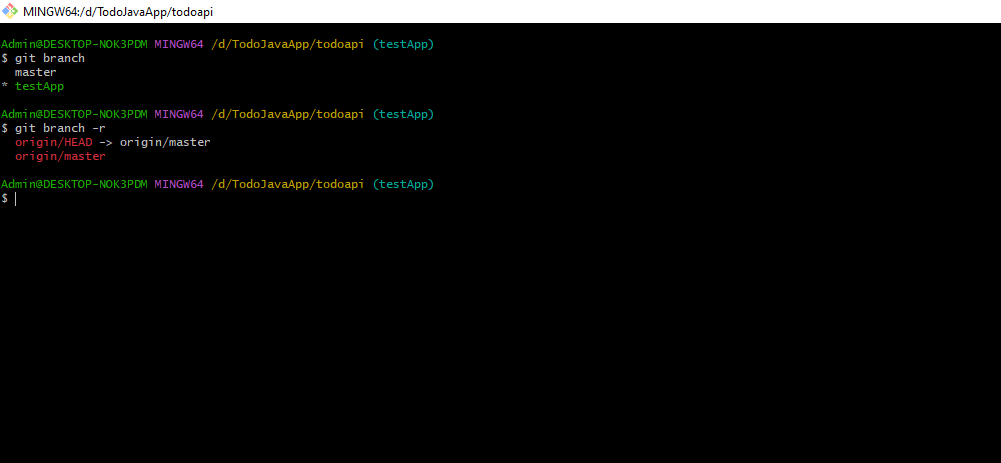 MINGW64:/d/TodoJavaApp/todoapi
Admin@DESKTOP-NOK3PDM MINGW64 /d/TodoJavaApp/todoapi (testApp)
$ git branch
  master
* testApp
Admin@DESKTOP-NOK3PDM MINGW64 /d/TodoJavaApp/todoapi (testApp)
$ git branch -r
  origin/HEAD -> origin/master
  origin/master
Admin@DESKTOP-NOK3PDM MINGW64 /d/TodoJavaApp/todoapi (testApp)
$